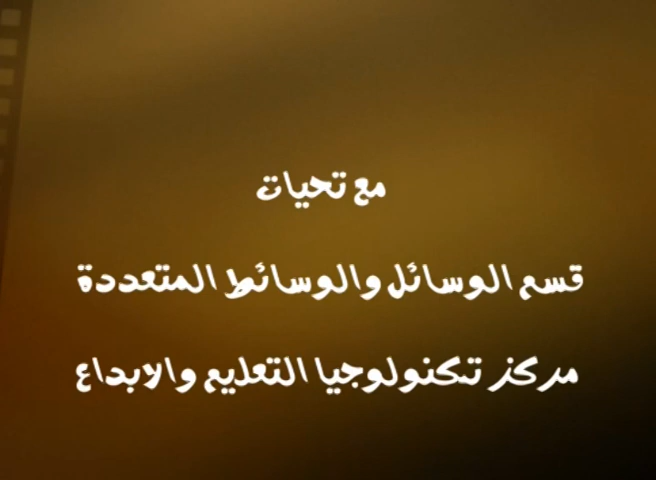 مع تحيات
قسم الوسائل والوسائط المتعددة
مركز تكنولوجيا التعليم والابداع